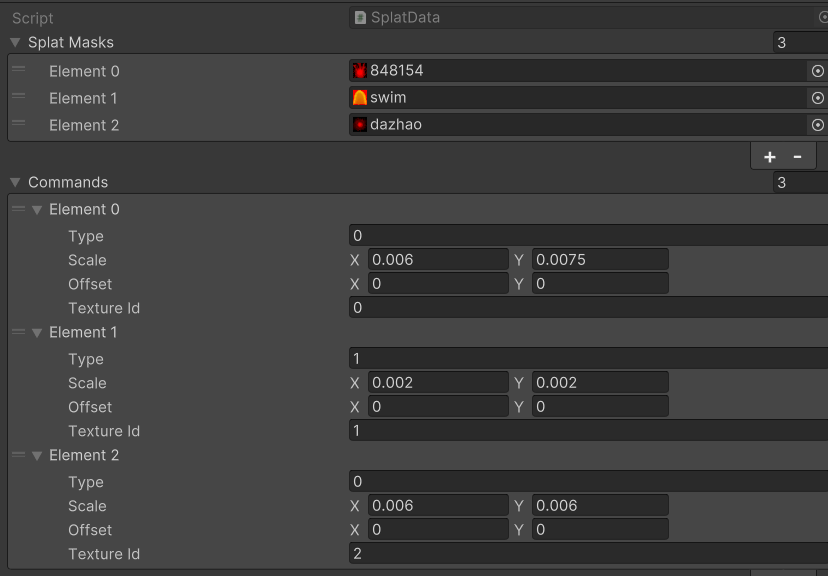 Script SplatData
Splat Masks 3
Element 0 848154
Element 1 swim
Element 2 dazhao
+ -
Commands 3
Element 0
Type 0
Scale X 0.006 Y 0.0075
Offset X 0 Y 0
Texture Id 0
Element 1
Type 1
Scale X 0.002 Y 0.002
Offset X 0 Y 0
Texture Id 1
Element 2
Type 0
Scale X 0.006 Y 0.006
Offset X 0 Y 0
Texture Id 2